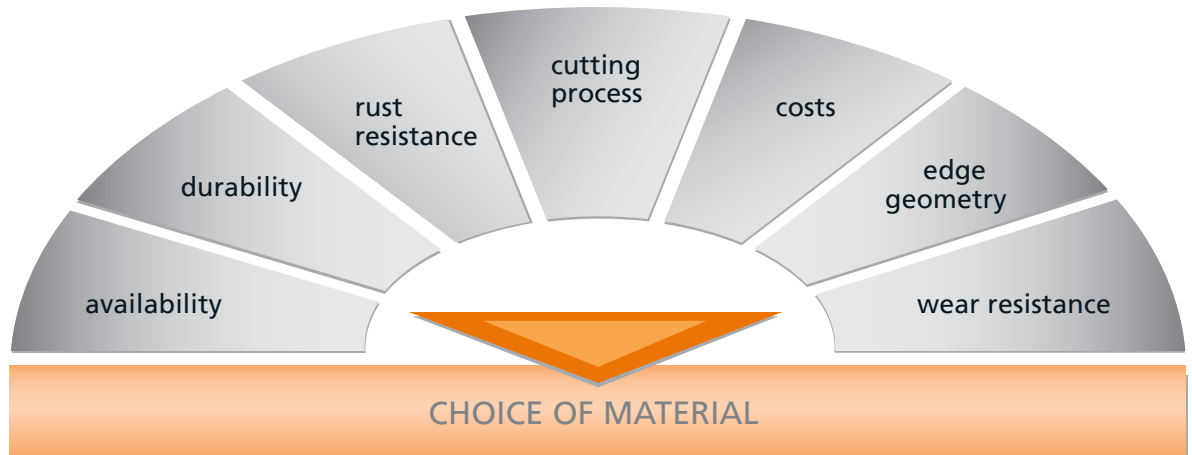 availability
durability
rust
resistance
cutting
process
costs
edge
geometry
wear resistance
CHOICE OF MATERIAL